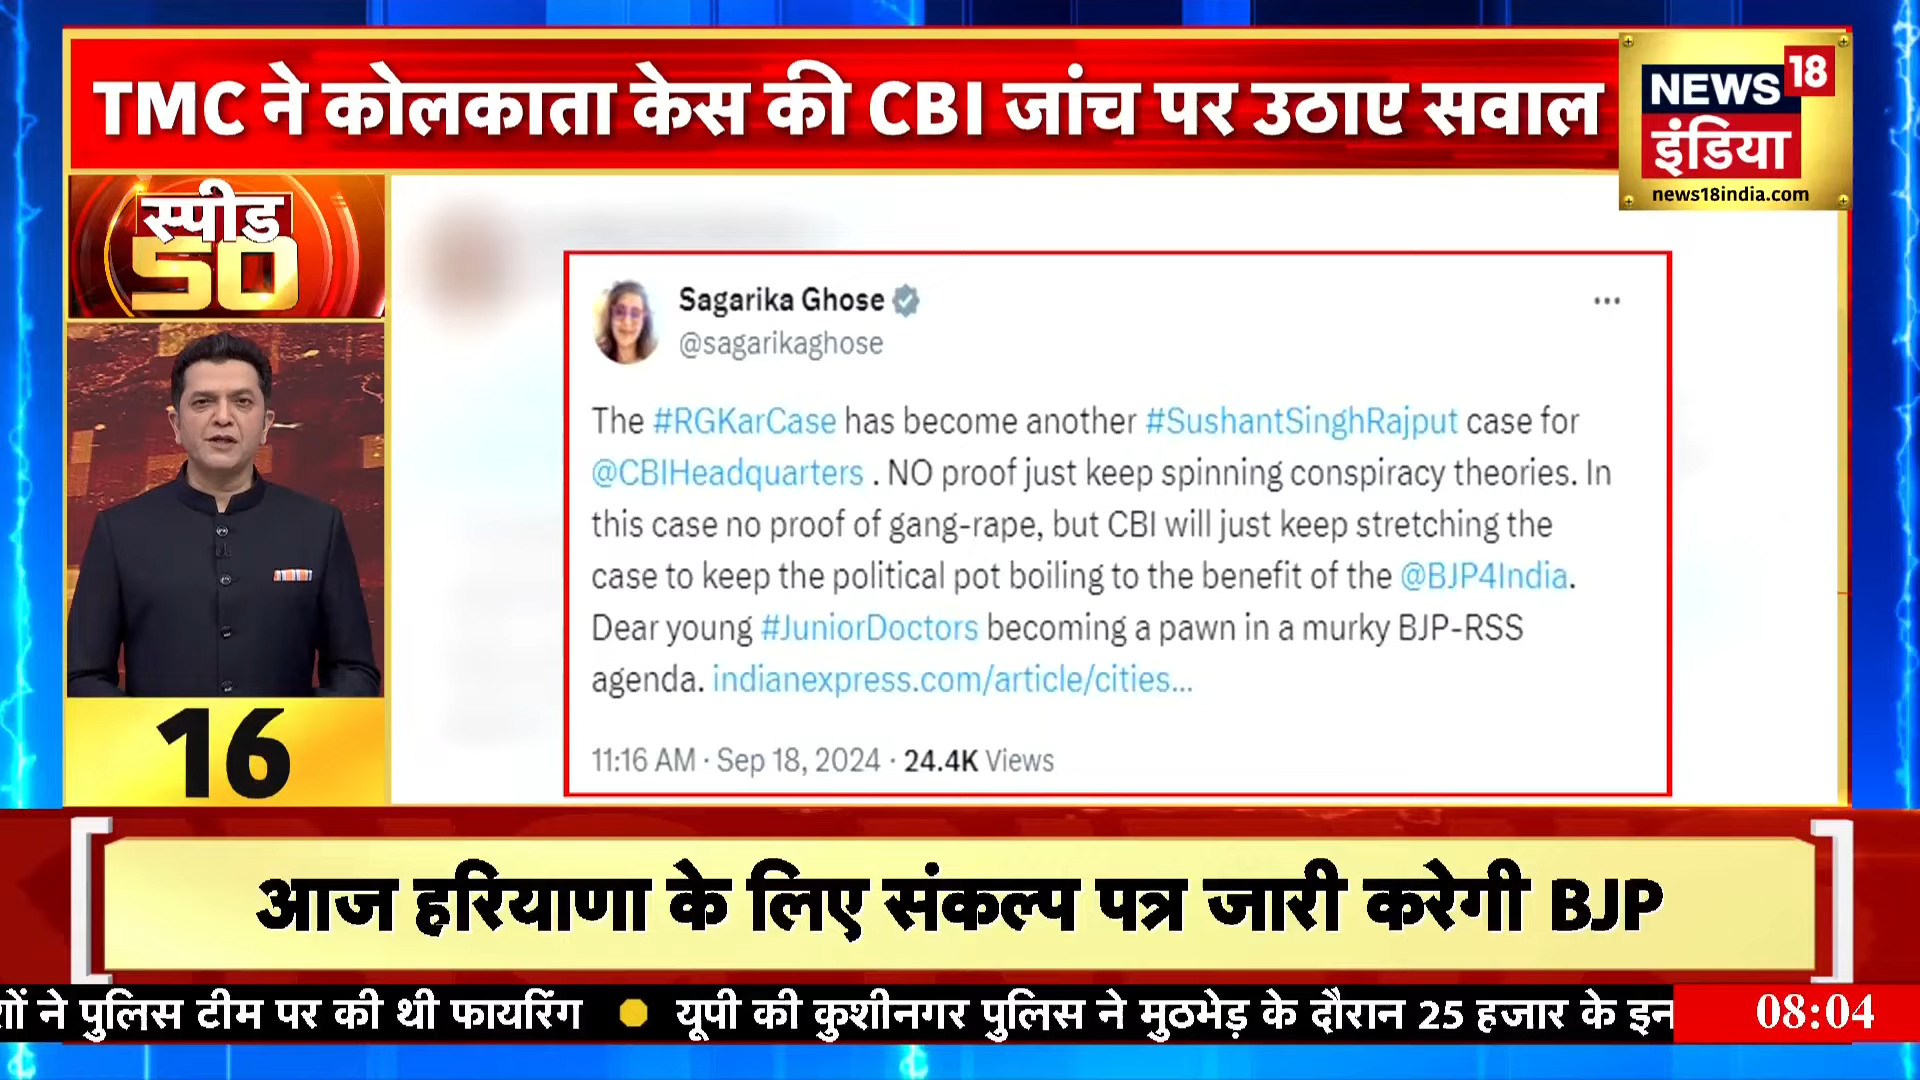 TMC ने कोलकाता केस की CBI जांच पर उठाए सवाल
NEWS 18
इंडिया
news18india.com
स्पीड
50
Sagarika Ghose
@sagarikaghose
The #RGKarCase has become another #SushantSinghRajput case for
@CBIHeadquarters . NO proof just keep spinning conspiracy theories. In
this case no proof of gang-rape, but CBI will just keep stretching the
case to keep the political pot boiling to the benefit of the @BJP4India.
Dear young #JuniorDoctors becoming a pawn in a murky BJP-RSS
agenda. indianexpress.com/article/cities...
11:16 AM · Sep 18, 2024 · 24.4K Views
16
आज हरियाणा के लिए संकल्प पत्र जारी करेगी BJP
ने पुलिस टीम पर की थी फायरिंग यूपी की कुशीनगर पुलिस ने मुठभेड़ के दौरान 25 हजार के
08:04